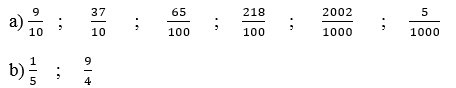 a) 9/10 ; 37/10 ; 65/100 ; 218/100 ; 2002/1000 ; 5/1000
b) 1/5 ; 9/4